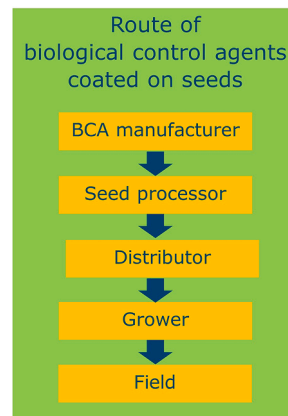 Route of
biological control agents
coated on seeds
BCA manufacturer
Seed processor
Distributor
Grower
Field